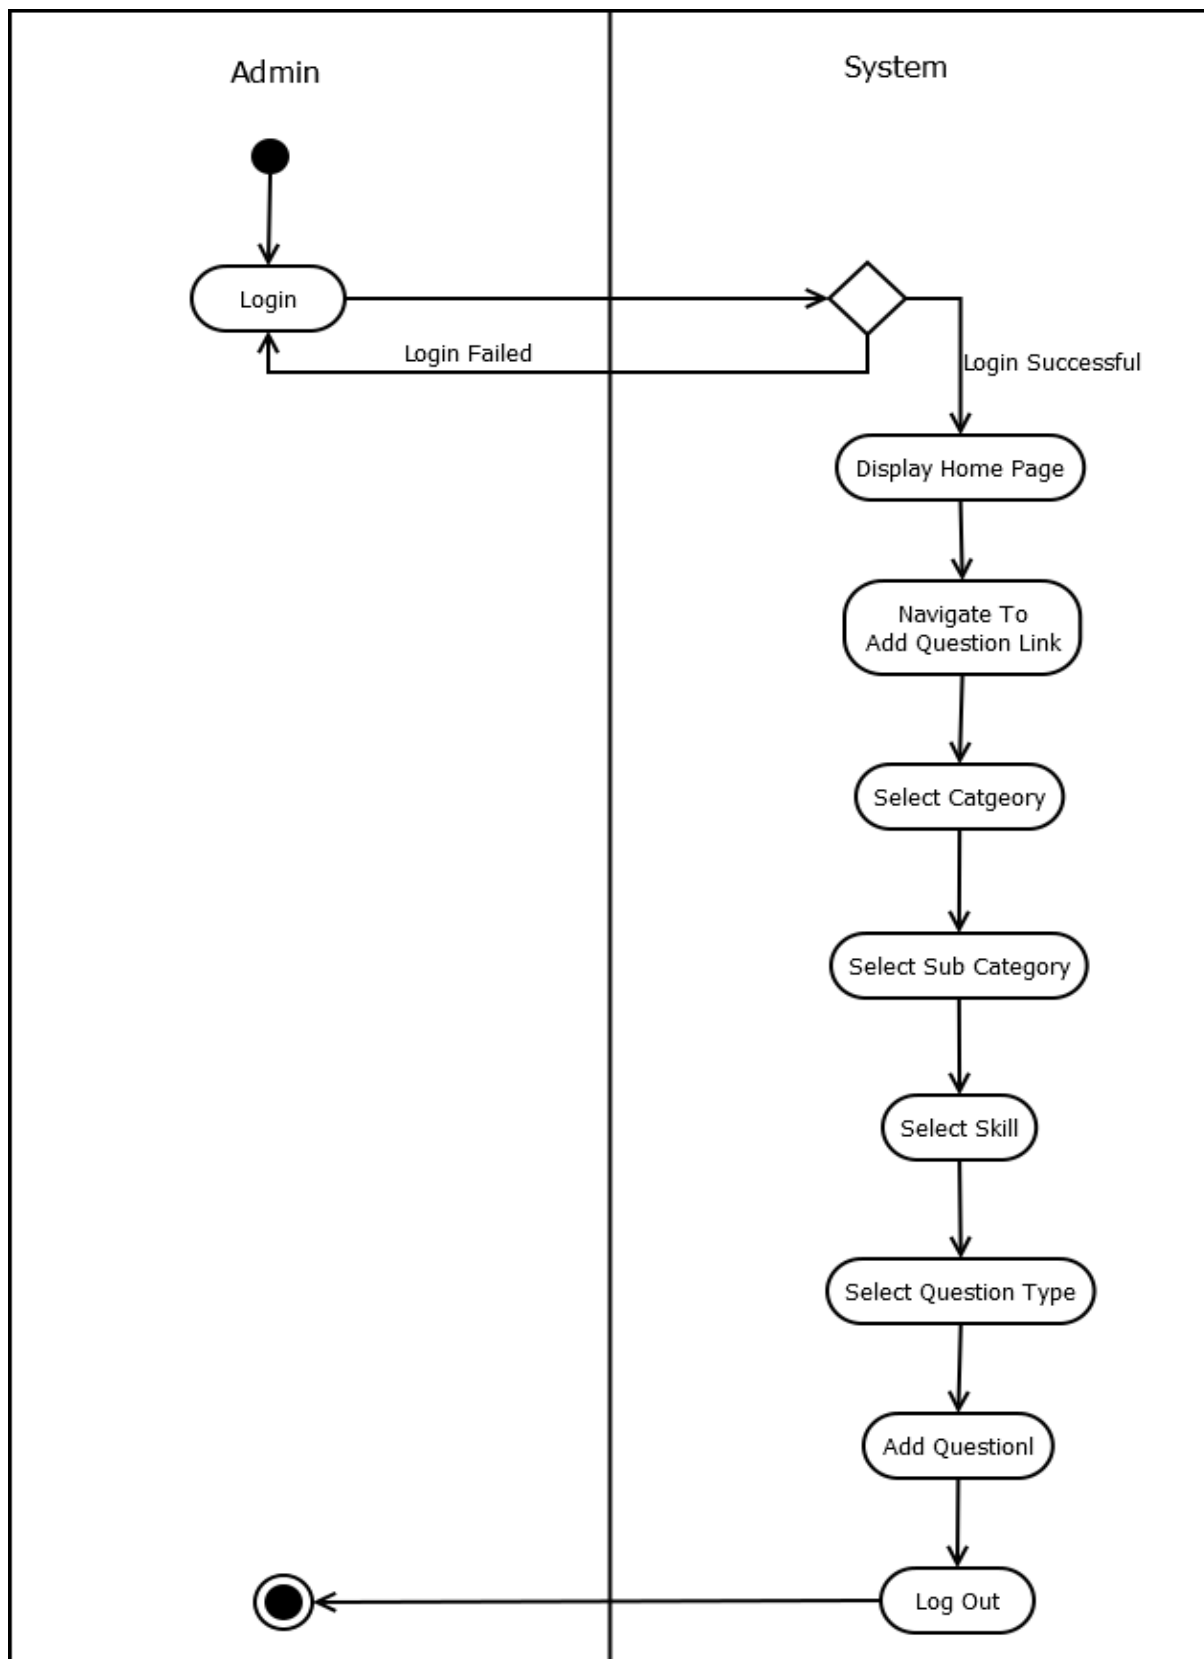 Admin
System
Login
Login Failed
Login Successful
Display Home Page
Navigate To
Add Question Link
Select Catgeory
Select Sub Category
Select Skill
Select Question Type
Add Questionl
Log Out